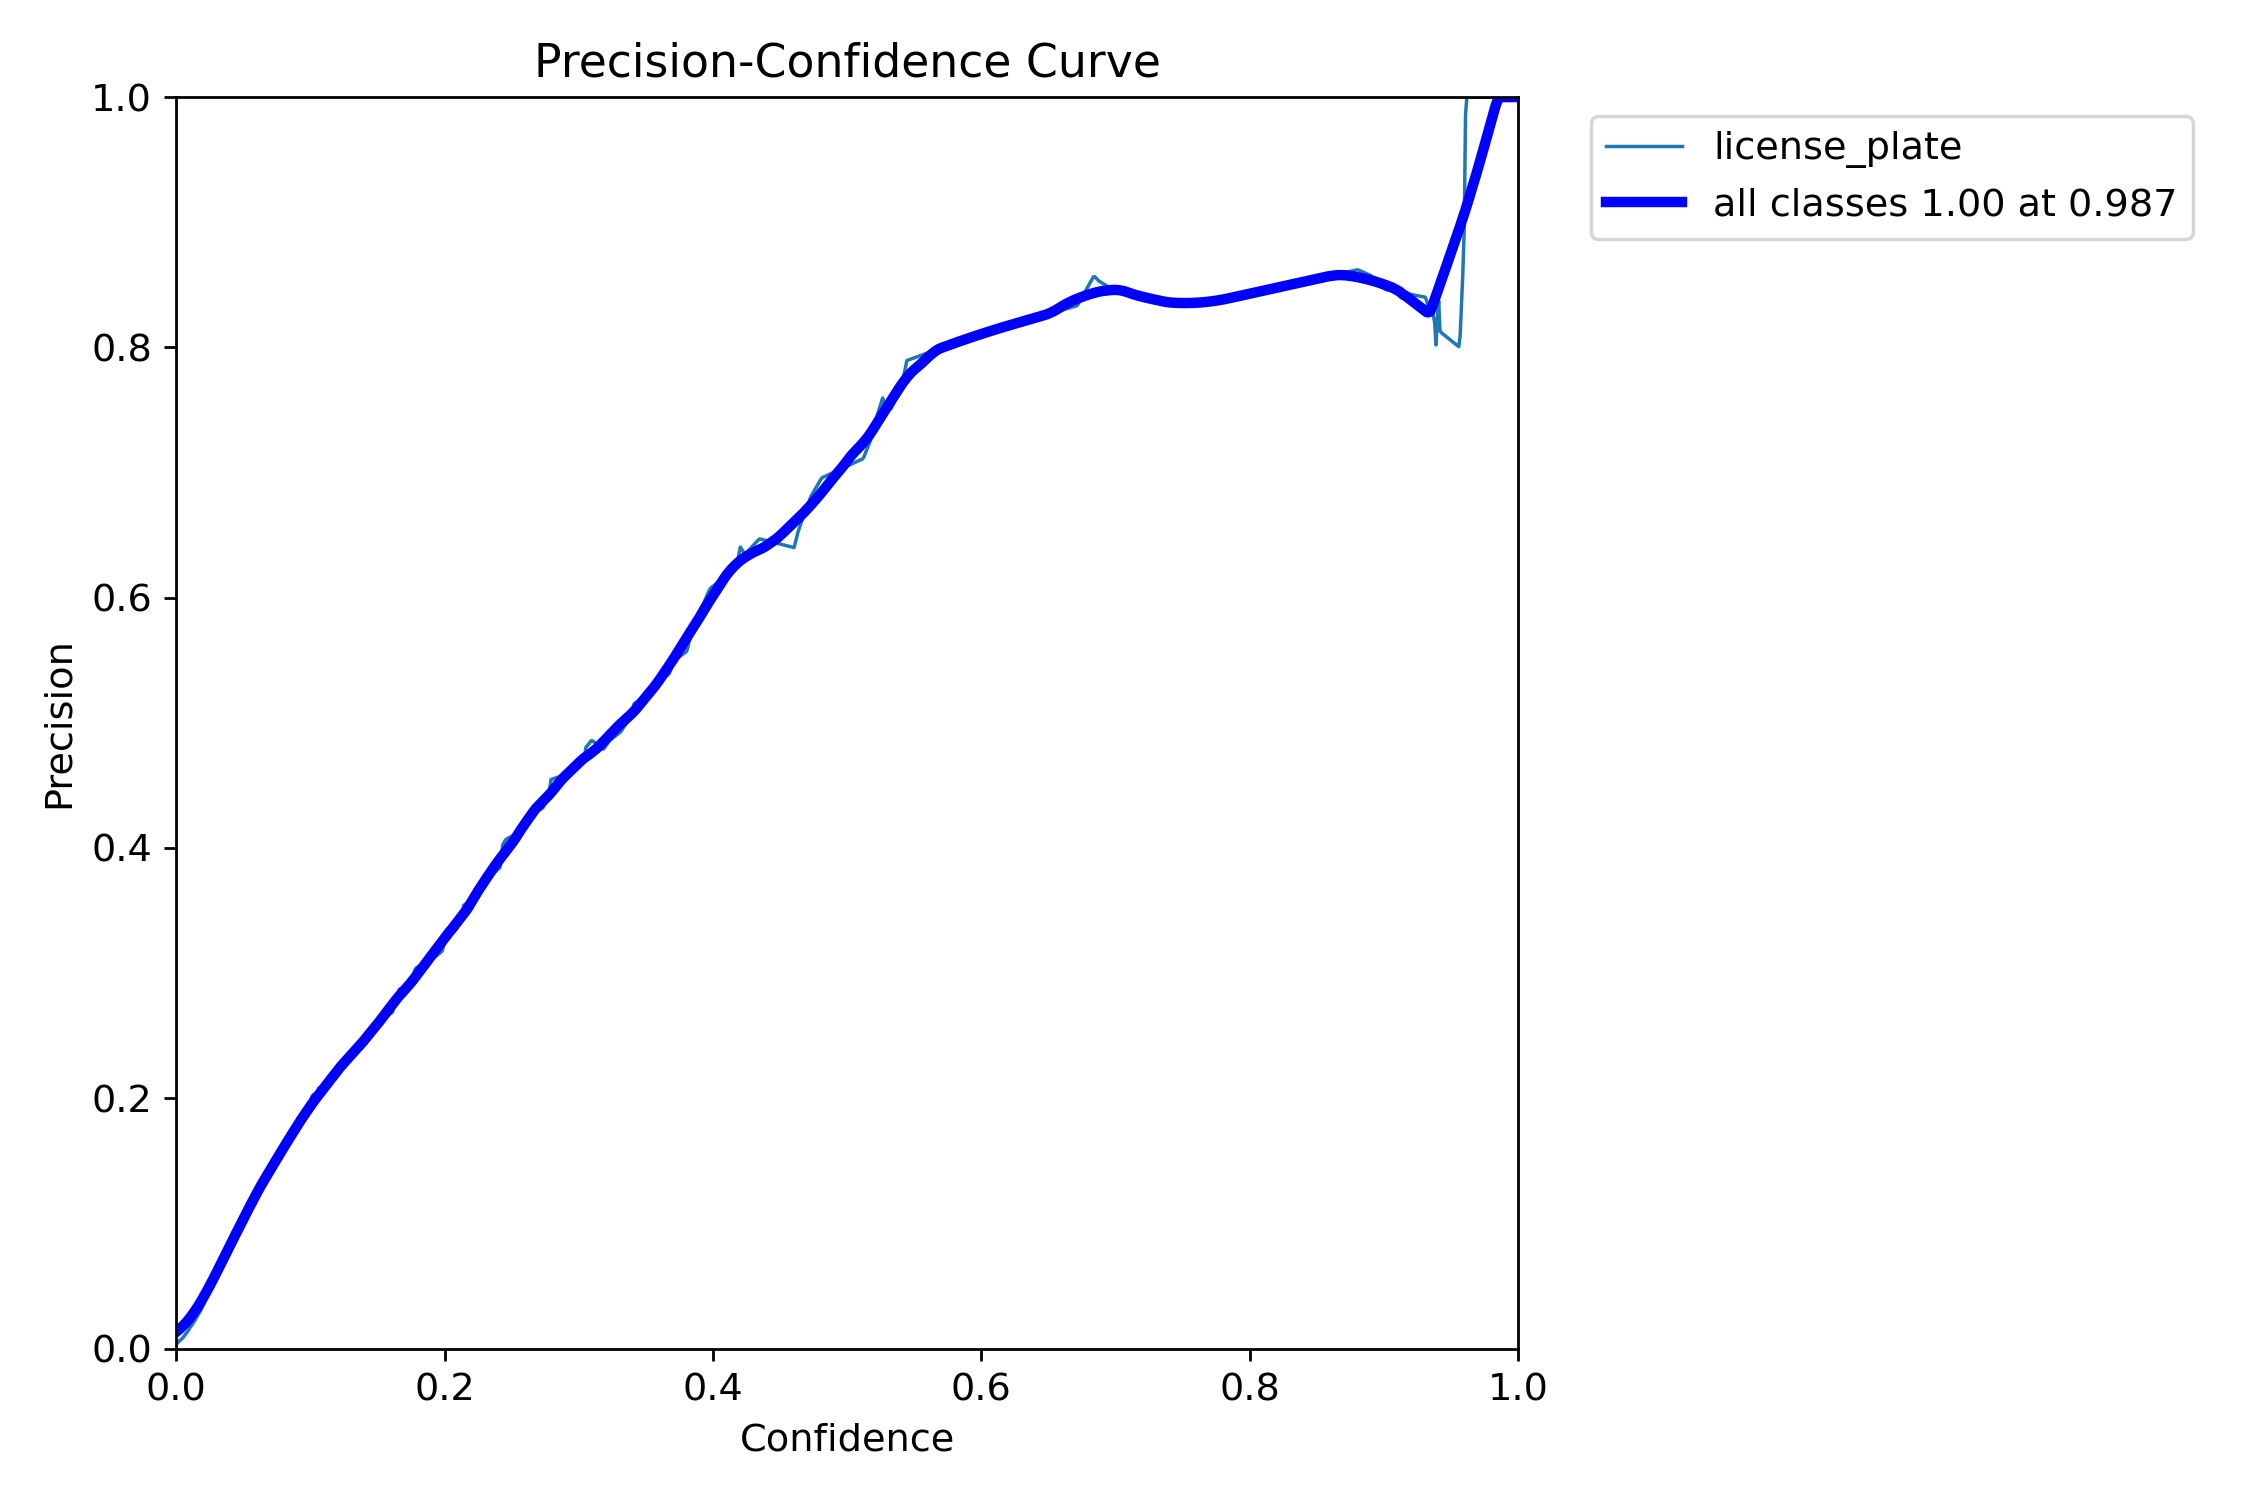 Precision-Confidence Curve
1.0
0.8
0.6
0.4
0.2
0.0
Precision
0.0 0.2 0.4 0.6 0.8 1.0
Confidence
license_plate
all classes 1.00 at 0.987